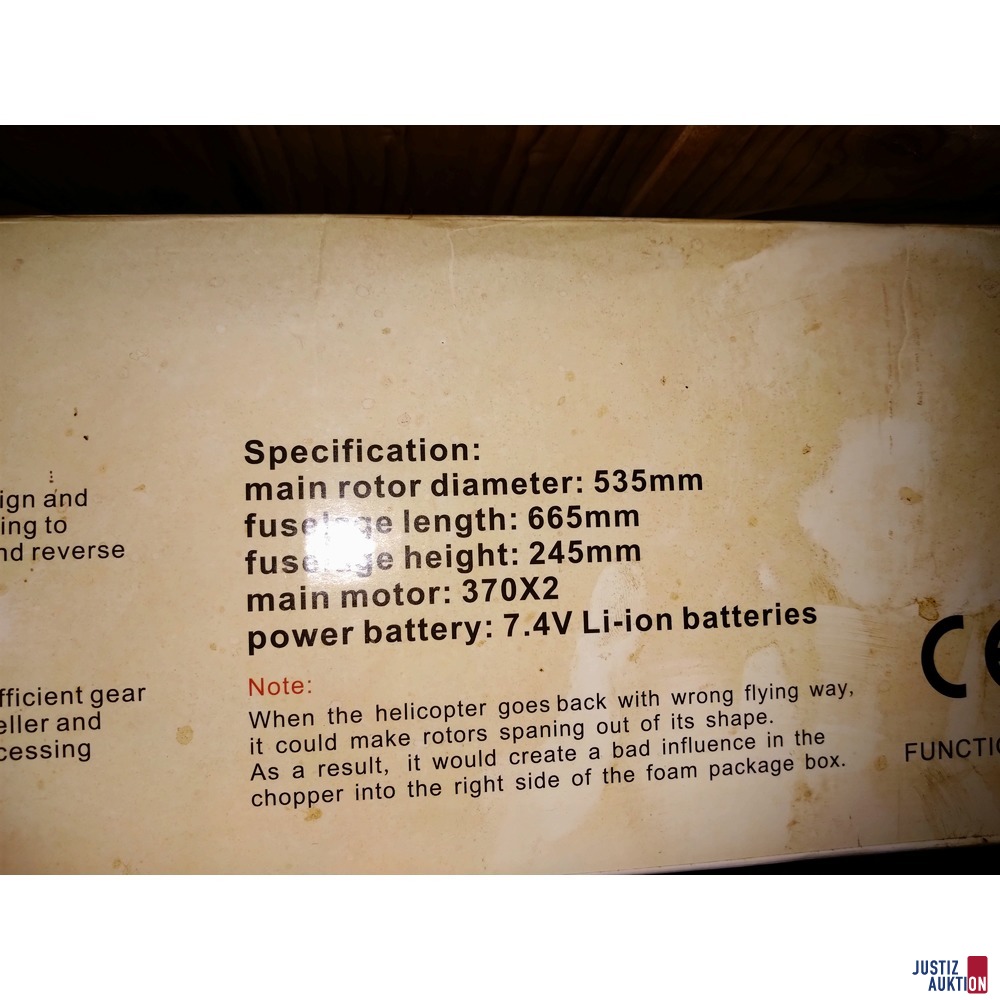 ign and
ing to
nd reverse
fficient gear
eller and
cessing
Specification:
main rotor diameter: 535mm
fuselage length: 665mm
fuselage height: 245mm
main motor: 370X2
power battery: 7.4V Li-ion batteries
Note:
When the helicopter goes back with wrong flying way,
it could make rotors spaning out of its shape.
As a result, it would create a bad influence in the
chopper into the right side of the foam package box.
CE
FUNCTIO
JUSTIZ
AUKTION